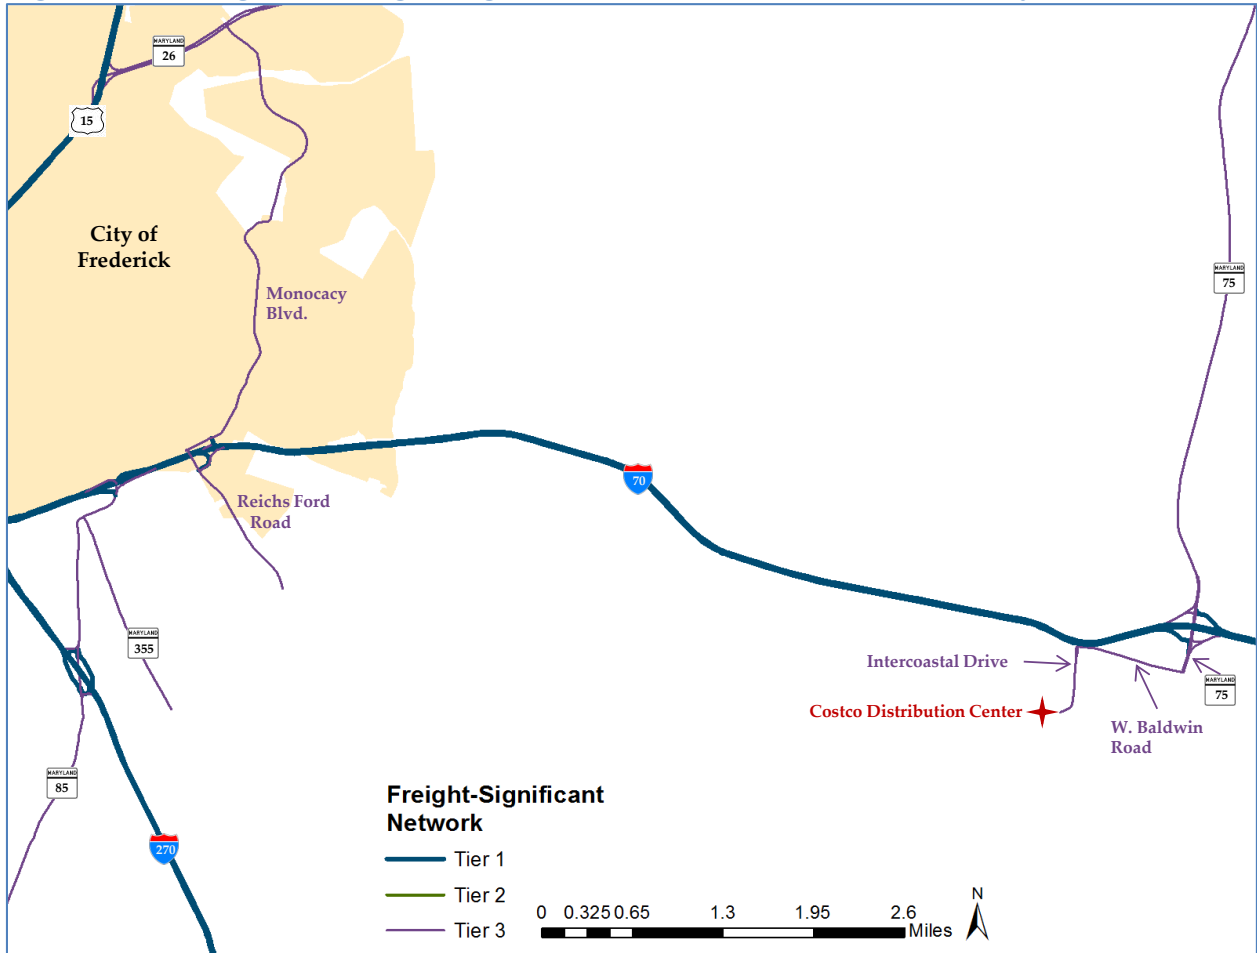 MARYLAND
26
15
City of
Frederick
MARYLAND
75
Monocacy
Blvd.
70
Reichs Ford
Road
MARYLAND
355
Intercoastal Drive
MARYLAND
75
Costco Distribution Center
W. Baldwin
Road
MARYLAND
85
270
Freight-Significant
Network
Tier 1
Tier 2
Tier 3
0 0.325 0.65 1.3 1.95 2.6
Miles
N